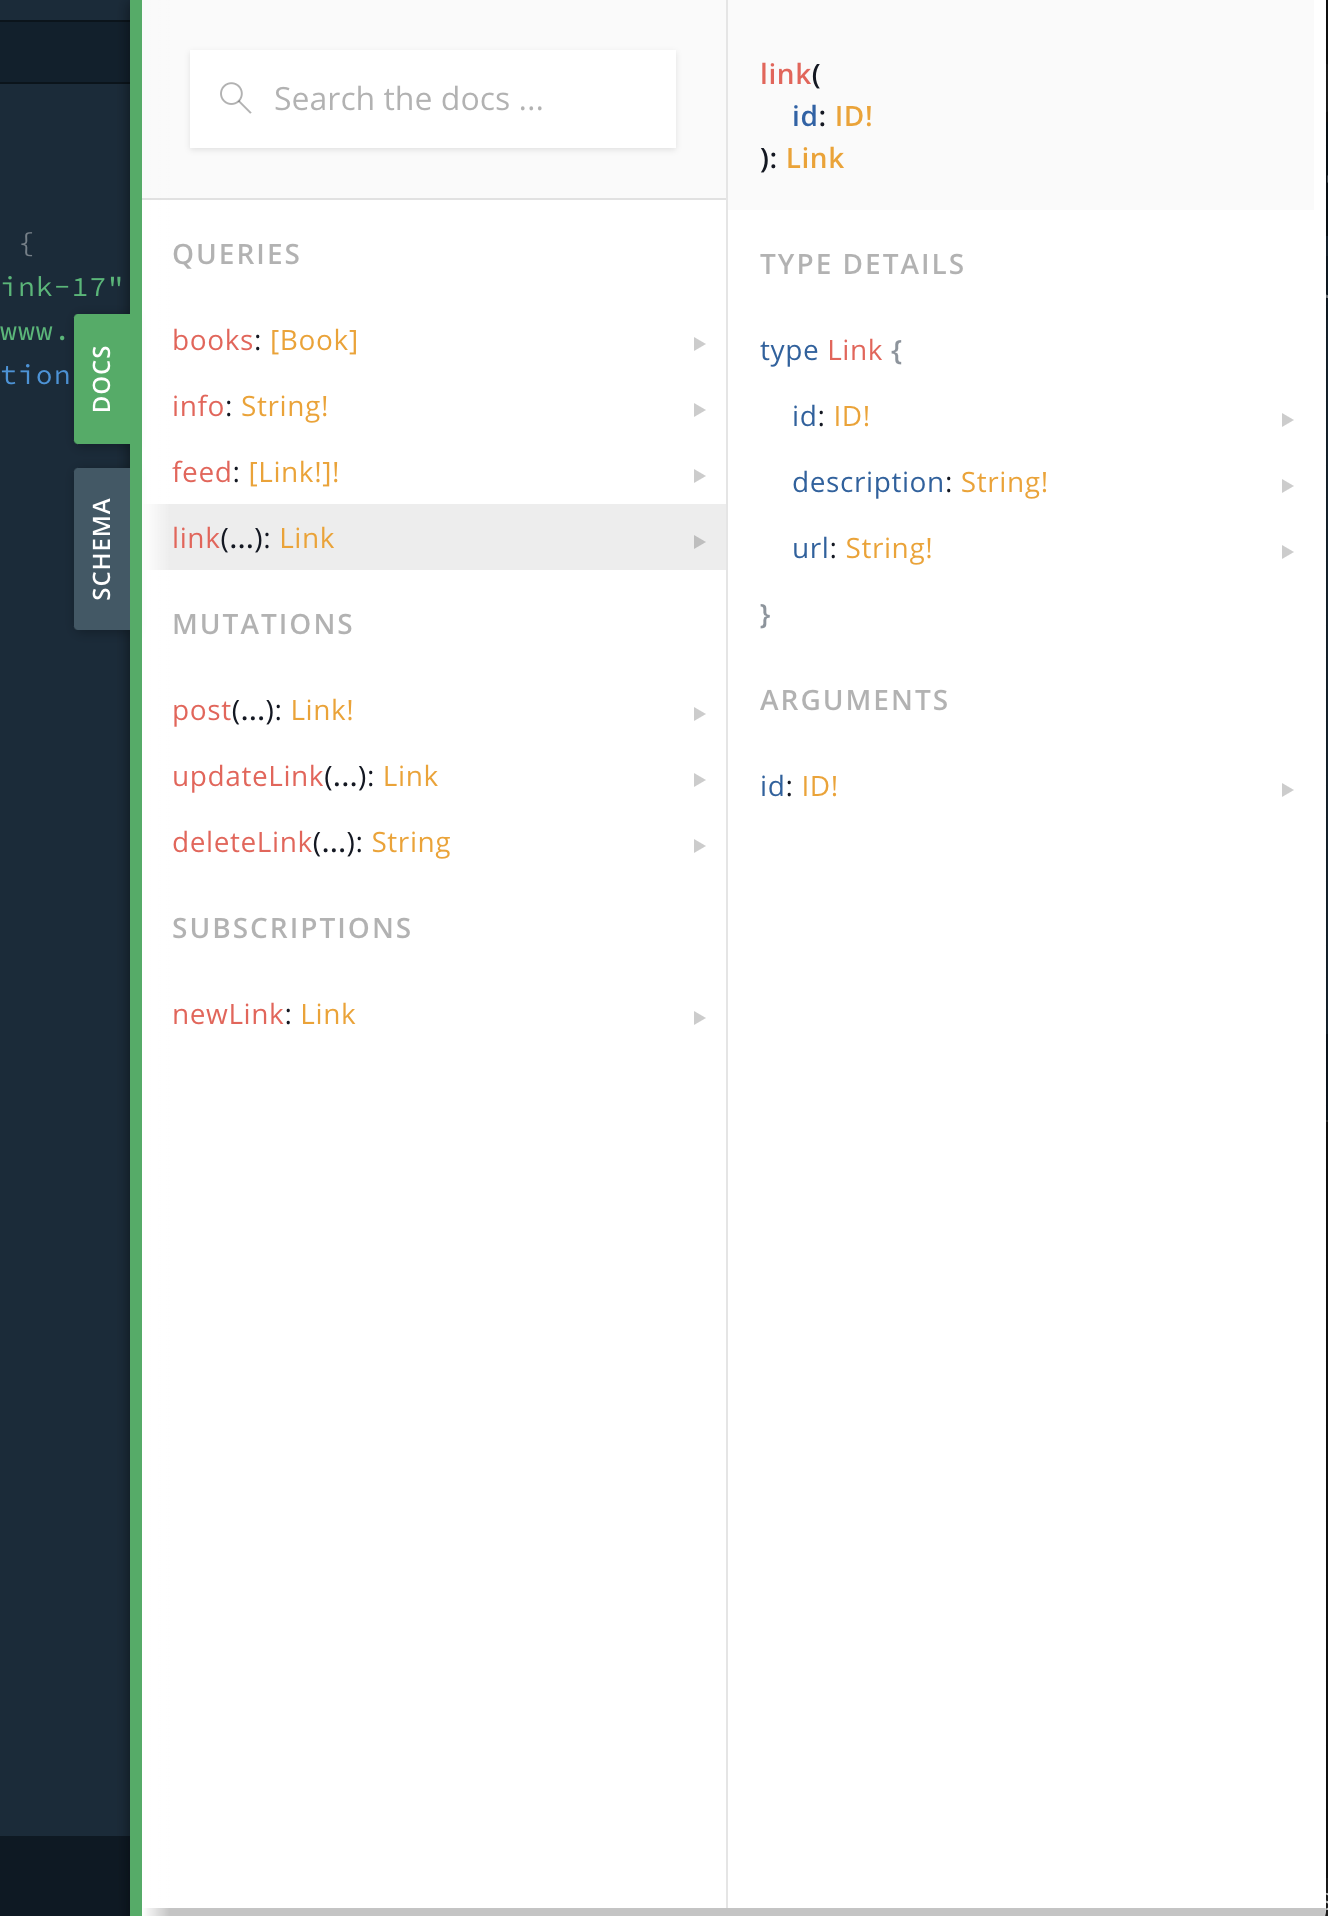 {
ink-17"
www.
tion
DOCS
SCHEMA
Search the docs ...
QUERIES
books: [Book]
info: String!
feed: [Link!]!
link(...): Link
MUTATIONS
post(...): Link!
updateLink(...): Link
deleteLink(...): String
SUBSCRIPTIONS
newLink: Link
link(
id: ID!
): Link
TYPE DETAILS
type Link {
id: ID!
description: String!
url: String!
}
ARGUMENTS
id: ID!